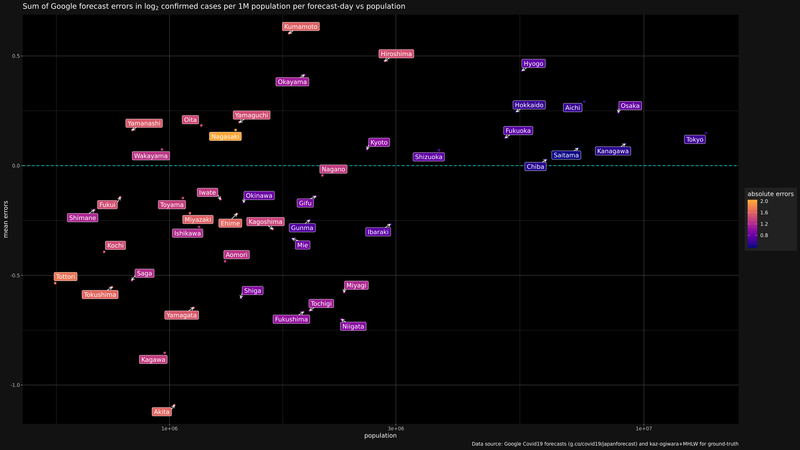 Sum of Google forecast errors in log₂ confirmed cases per 1M population per forecast-day vs population
Kumamoto
Hiroshima
0.5
Hyogo
Okayama
Hokkaido
Osaka
Aichi
Yamaguchi
Oita
Yamanashi
Fukuoka
Nagasaki
Tokyo
Kyoto
Kanagawa
Wakayama
Saitama
Shizuoka
0.0
Chiba
Nagano
Iwate
Okinawa
Fukui
Toyama
Gifu
absolute errors
2.0
1.6
1.2
0.8
Shimane
Miyazaki
Ehime
Kagoshima
Gunma
Ishikawa
Ibaraki
mean errors
Kochi
Mie
Aomori
-0.5
Saga
Tottori
Miyagi
Tokushima
Shiga
Tochigi
Yamagata
Fukushima
Niigata
Kagawa
-1.0
Akita
1e+06
3e+06
1e+07
population
Data source: Google Covid19 forecasts (g.co/covid19/japanforecast) and kaz-ogiwara+MHLW for ground-truth